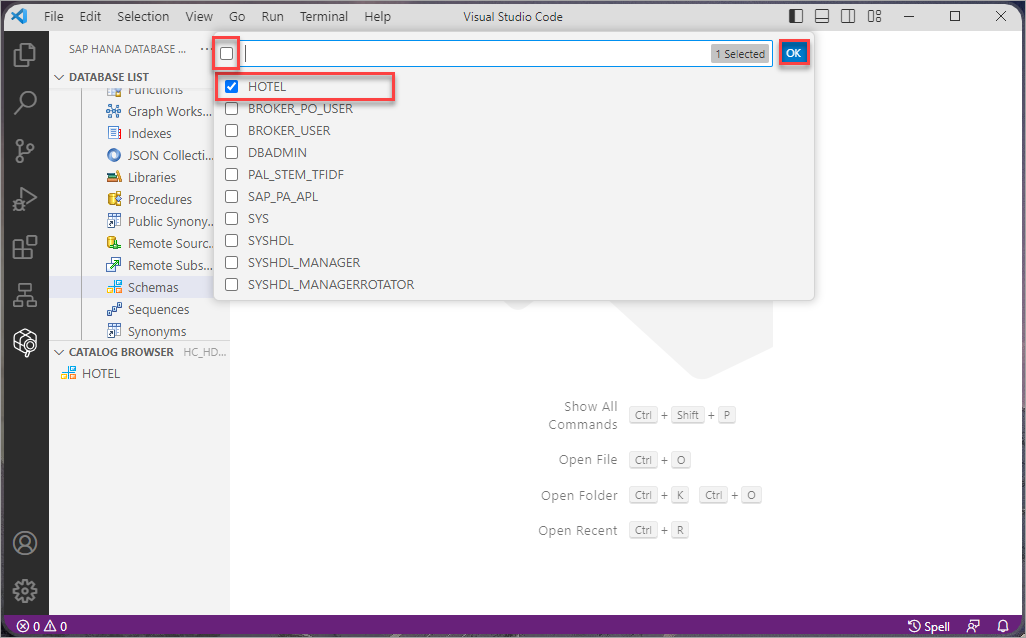 File Edit Selection View Go Run Terminal Help Visual Studio Code
SAP HANA DATABASE ... ...
1 Selected OK
DATABASE LIST
HOTEL
Functions
BROKER_PO_USER
Graph Works...
BROKER_USER
Indexes
DBADMIN
JSON Collecti...
PAL_STEM_TFIDF
Libraries
SAP_PA_APL
Procedures
SYS
Public Synony...
SYSHDL
Remote Sourc...
SYSHDL_MANAGER
Remote Subs...
SYSHDL_MANAGERROTATOR
Schemas
Sequences
Synonyms
CATALOG BROWSER HC_HD...
HOTEL
Show All
Commands
Ctrl + Shift + P
Open File Ctrl + O
Open Folder Ctrl + K Ctrl + O
Open Recent Ctrl + R
0 0 Spell